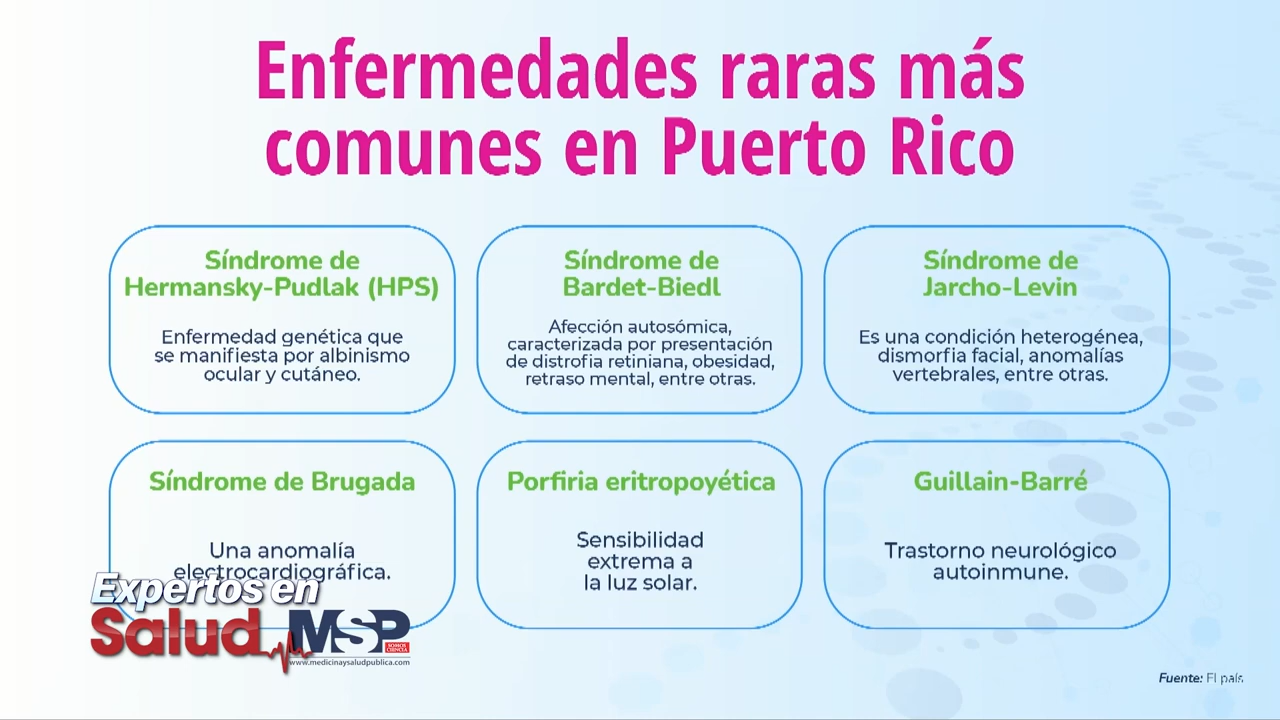 Enfermedades raras más
comunes en Puerto Rico
Síndrome de
Hermansky-Pudlak (HPS)
Enfermedad genética que
se manifiesta por albinismo
ocular y cutáneo.
Síndrome de
Bardet-Biedl
Afección autosómica,
caracterizada por presentación
de distrofia retiniana, obesidad,
retraso mental, entre otras.
Síndrome de
Jarcho-Levin
Es una condición heterogénea,
dismorfia facial, anomalías
vertebrales, entre otras.
Síndrome de Brugada
Una anomalía
electrocardiográfica.
Porfiria eritropoyética
Sensibilidad
extrema a
la luz solar.
Guillain-Barré
Trastorno neurológico
autoinmune.
Expertos en
Salud
MSP
SOMOS
CIENCIA
www.medicinaysaludpublica.com
Fuente: El país